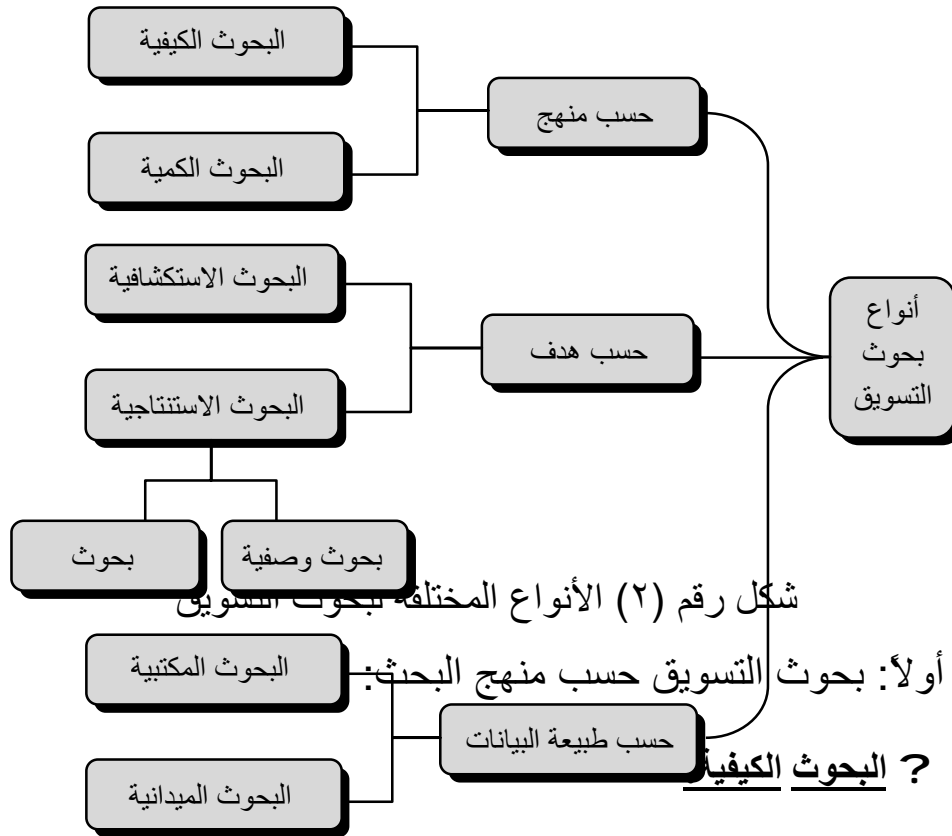 البحوث الكيفية
حسب منهج
البحوث الكمية
البحوث الاستكشافية
أنواع
بحوث
التسويق
حسب هدف
البحوث الاستنتاجية
بحوث وصفية
بحوث
شكل رقم (٢) الأنواع المختلفة لبحوث التسويق
البحوث المكتبية
أولاً: بحوث التسويق حسب منهج البحث:
حسب طبيعة البيانات
? البحوث الكيفية
البحوث الميدانية